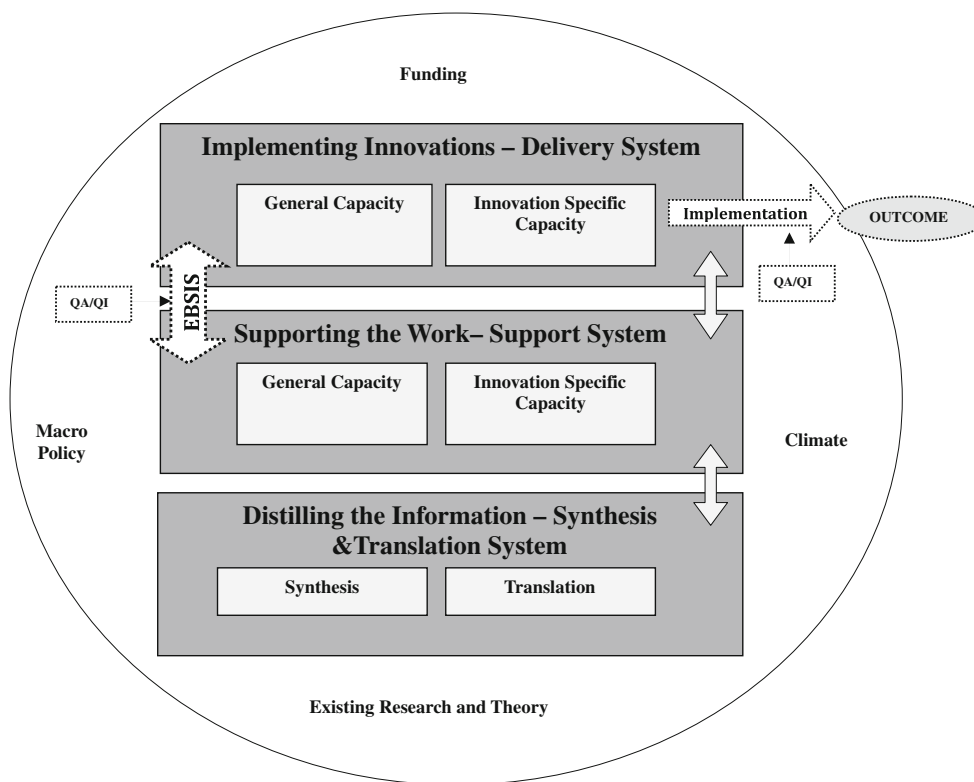 Funding
Implementing Innovations – Delivery System
General Capacity
Innovation Specific
Capacity
Implementation
OUTCOME
QA/QI
EBSIS
QA/QI
Supporting the Work– Support System
General Capacity
Innovation Specific
Capacity
Macro
Policy
Climate
Distilling the Information – Synthesis
&Translation System
Synthesis
Translation
Existing Research and Theory